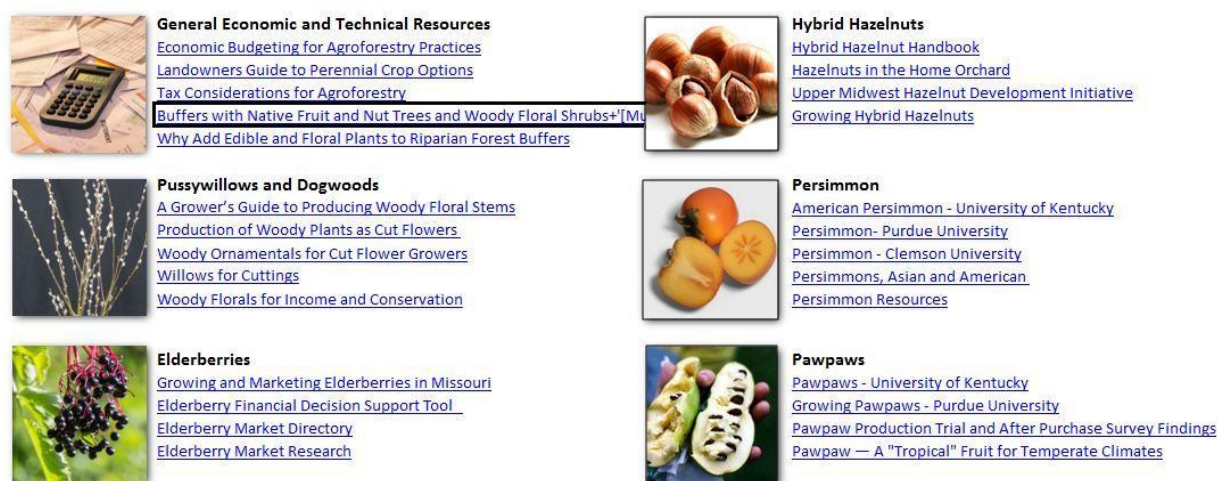 General Economic and Technical Resources
Economic Budgeting for Agroforestry Practices
Landowners Guide to Perennial Crop Options
Tax Considerations for Agroforestry
Buffers with Native Fruit and Nut Trees and Woody Floral Shrubs+'[Mu
Why Add Edible and Floral Plants to Riparian Forest Buffers
Hybrid Hazelnuts
Hybrid Hazelnut Handbook
Hazelnuts in the Home Orchard
Upper Midwest Hazelnut Development Initiative
Growing Hybrid Hazelnuts
Pussywillows and Dogwoods
A Grower's Guide to Producing Woody Floral Stems
Production of Woody Plants as Cut Flowers
Woody Ornamentals for Cut Flower Growers
Willows for Cuttings
Woody Florals for Income and Conservation
Persimmon
American Persimmon - University of Kentucky
Persimmon- Purdue University
Persimmon - Clemson University
Persimmons, Asian and American
Persimmon Resources
Elderberries
Growing and Marketing Elderberries in Missouri
Elderberry Financial Decision Support Tool
Elderberry Market Directory
Elderberry Market Research
Pawpaws
Pawpaws - University of Kentucky
Growing Pawpaws - Purdue University
Pawpaw Production Trial and After Purchase Survey Findings
Pawpaw — A "Tropical" Fruit for Temperate Climates